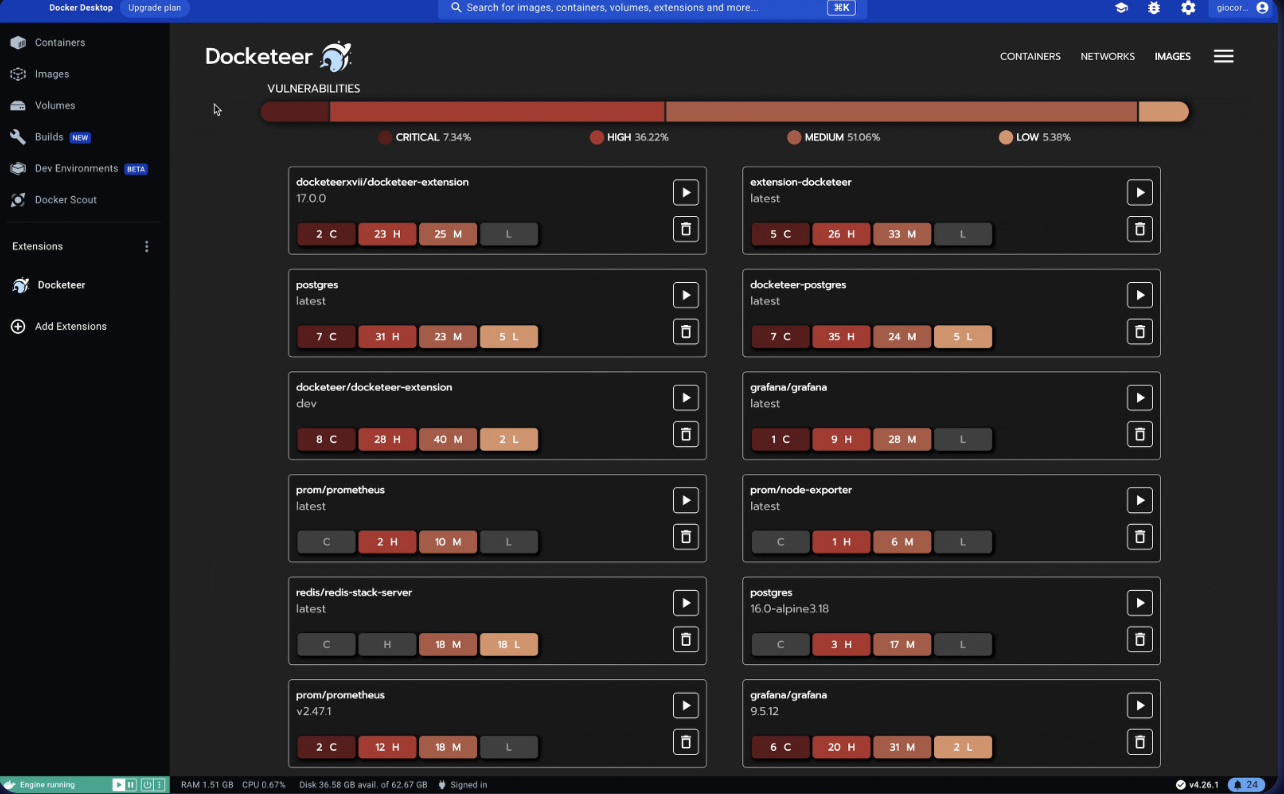 Docker Desktop Upgrade plan Search for images, containers, volumes, extensions and more... ⌘K giocor...
Containers
Images
Volumes
Builds NEW
Dev Environments BETA
Docker Scout
Extensions
Docketeer
Add Extensions
Docketeer CONTAINERS NETWORKS IMAGES
VULNERABILITIES
CRITICAL 7.34% HIGH 36.22% MEDIUM 51.06% LOW 5.38%
docketeerxvii/docketeer-extension
17.0.0
2 C 23 H 25 M L
extension-docketeer
latest
5 C 26 H 33 M L
postgres
latest
7 C 31 H 23 M 5 L
docketeer-postgres
latest
7 C 35 H 24 M 5 L
docketeer/docketeer-extension
dev
8 C 28 H 40 M 2 L
grafana/grafana
latest
1 C 9 H 28 M L
prom/prometheus
latest
C 2 H 10 M L
prom/node-exporter
latest
C 1 H 6 M L
redis/redis-stack-server
latest
C H 18 M 18 L
postgres
16.0-alpine3.18
C 3 H 17 M L
prom/prometheus
v2.47.1
2 C 12 H 18 M L
grafana/grafana
9.5.12
6 C 20 H 31 M 2 L
Engine running RAM 1.51 GB CPU 0.67% Disk 36.58 GB avail. of 62.67 GB Signed in v4.26.1 24